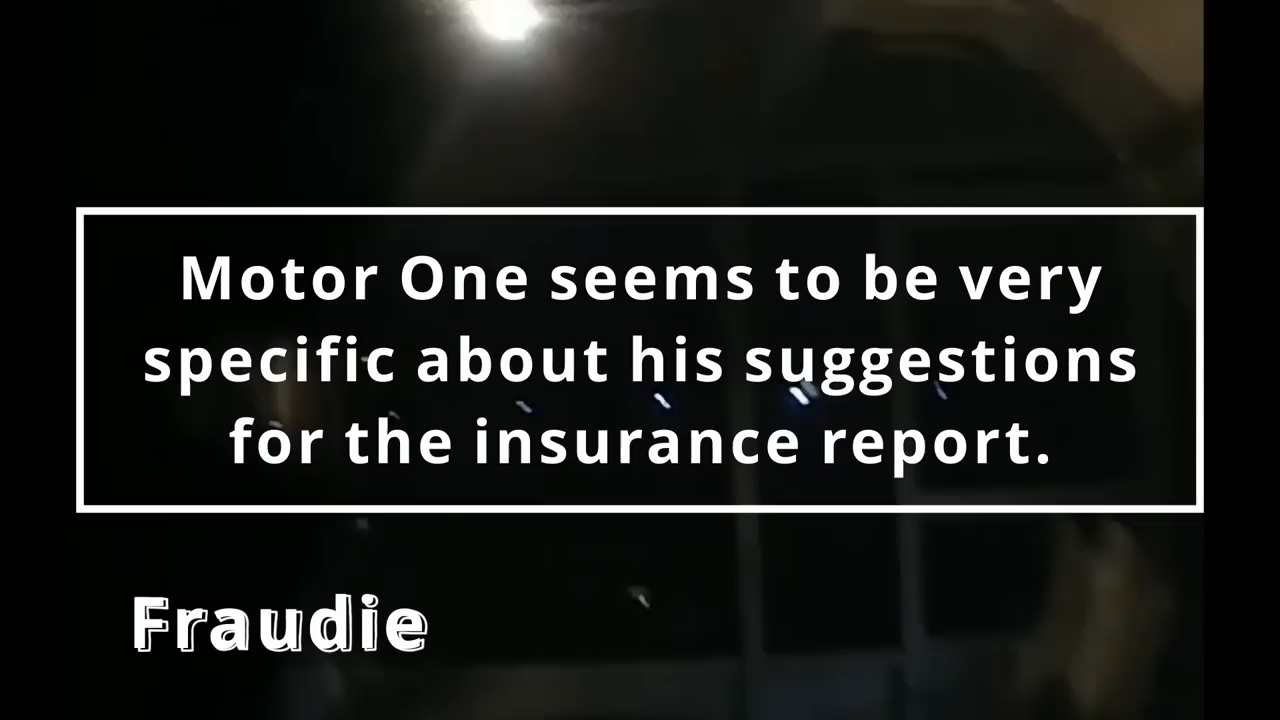 Motor One seems to be very
specific about his suggestions
for the insurance report.
Fraudie